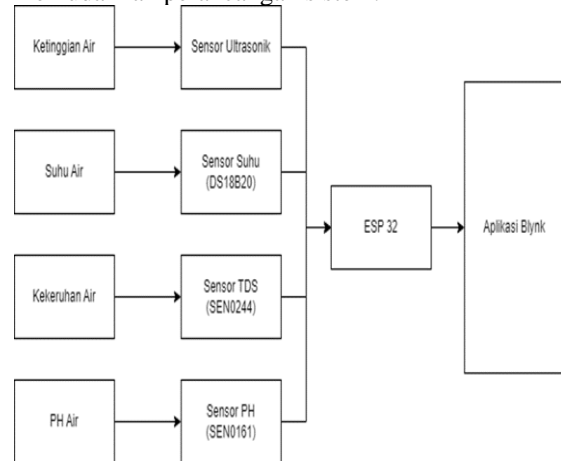 Ketinggian Air
Sensor Ultrasonik
Suhu Air
Sensor Suhu
(DS18B20)
ESP 32
Aplikasi Blynk
Kekeruhan Air
Sensor TDS
(SEN0244)
PH Air
Sensor PH
(SEN0161)